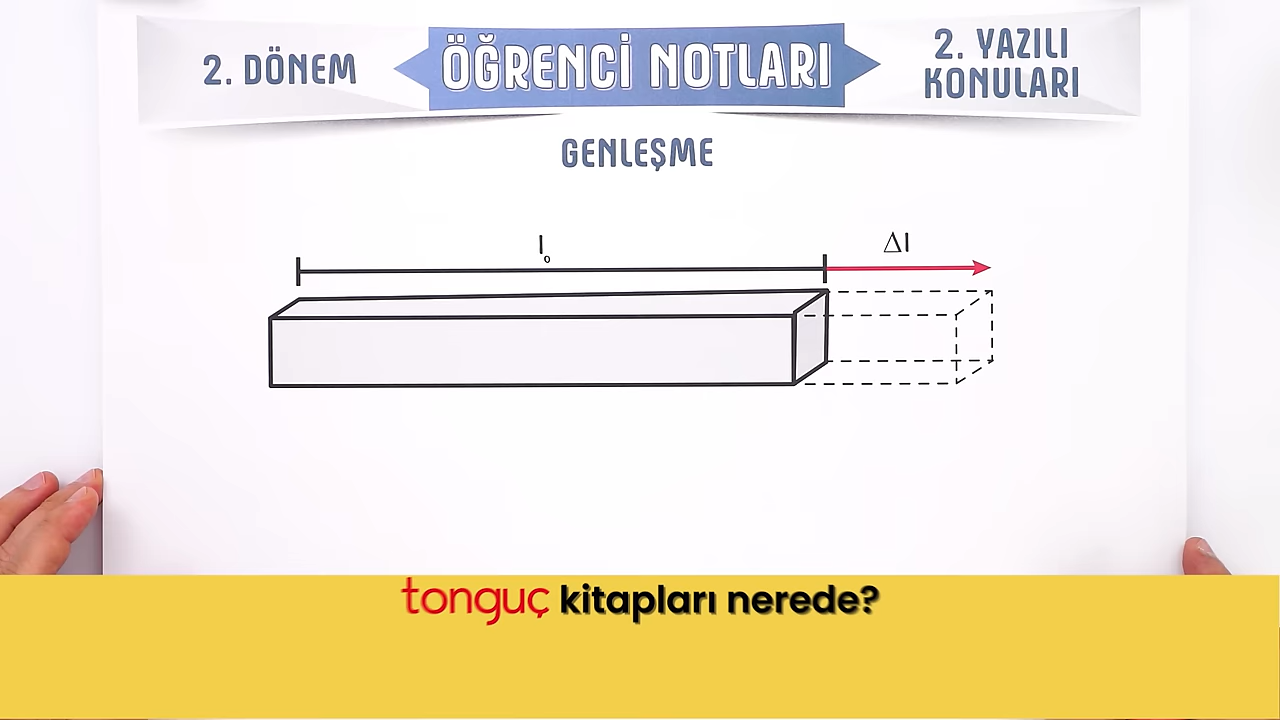 2. DÖNEM
ÖĞRENCİ NOTLARI
2. YAZILI
KONULARI
GENLEŞME
l₀
Δl
tonguç kitapları nerede?